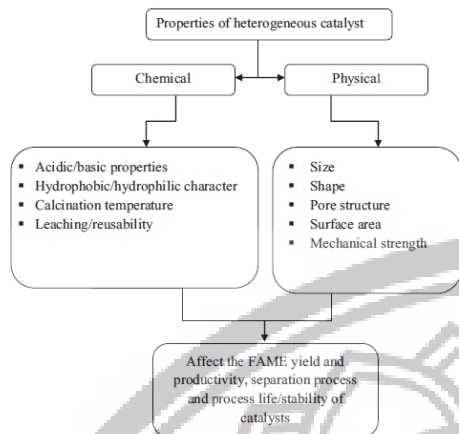 Properties of heterogeneous catalyst
Chemical
Physical
▪ Acidic/basic properties
▪ Hydrophobic/hydrophilic character
▪ Calcination temperature
▪ Leaching/reusability
▪ Size
▪ Shape
▪ Pore structure
▪ Surface area
▪ Mechanical strength
Affect the FAME yield and
productivity, separation process
and process life/stability of
catalysts